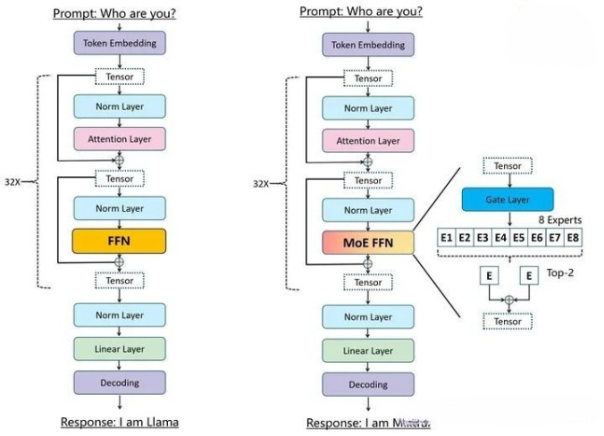 Prompt: Who are you?
Token Embedding
Tensor
Norm Layer
Attention Layer
Tensor
32X
Norm Layer
FFN
Tensor
Norm Layer
Linear Layer
Decoding
Response: I am Llama
Prompt: Who are you?
Token Embedding
Tensor
Norm Layer
Attention Layer
Tensor
32X
Norm Layer
MoE FFN
Tensor
Norm Layer
Linear Layer
Decoding
Response: I am
Tensor
Gate Layer
8 Experts
E1 E2 E3 E4 E5 E6 E7 E8
E E Top-2
Tensor